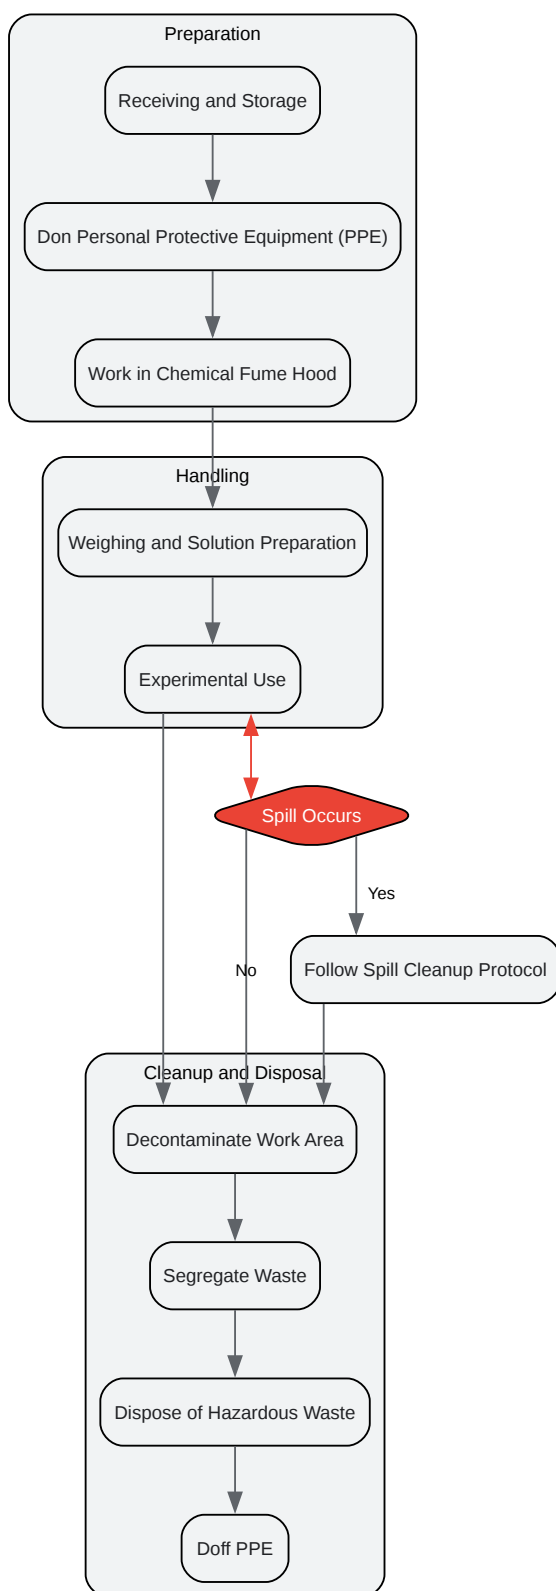 Preparation
Receiving and Storage
Don Personal Protective Equipment (PPE)
Work in Chemical Fume Hood
Handling
Weighing and Solution Preparation
Experimental Use
Spill Occurs
Yes
No
Follow Spill Cleanup Protocol
Cleanup and Disposal
Decontaminate Work Area
Segregate Waste
Dispose of Hazardous Waste
Doff PPE